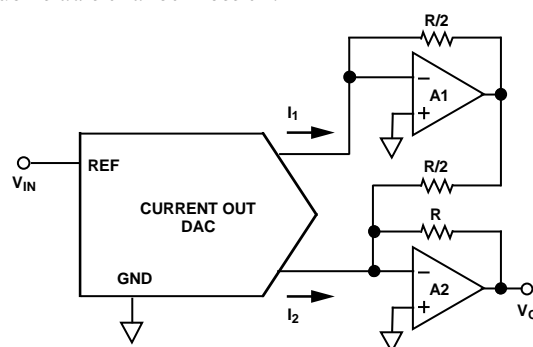 R/2
A1
I1
R/2
REF
VIN
CURRENT OUT
DAC
R
GND
A2
I2